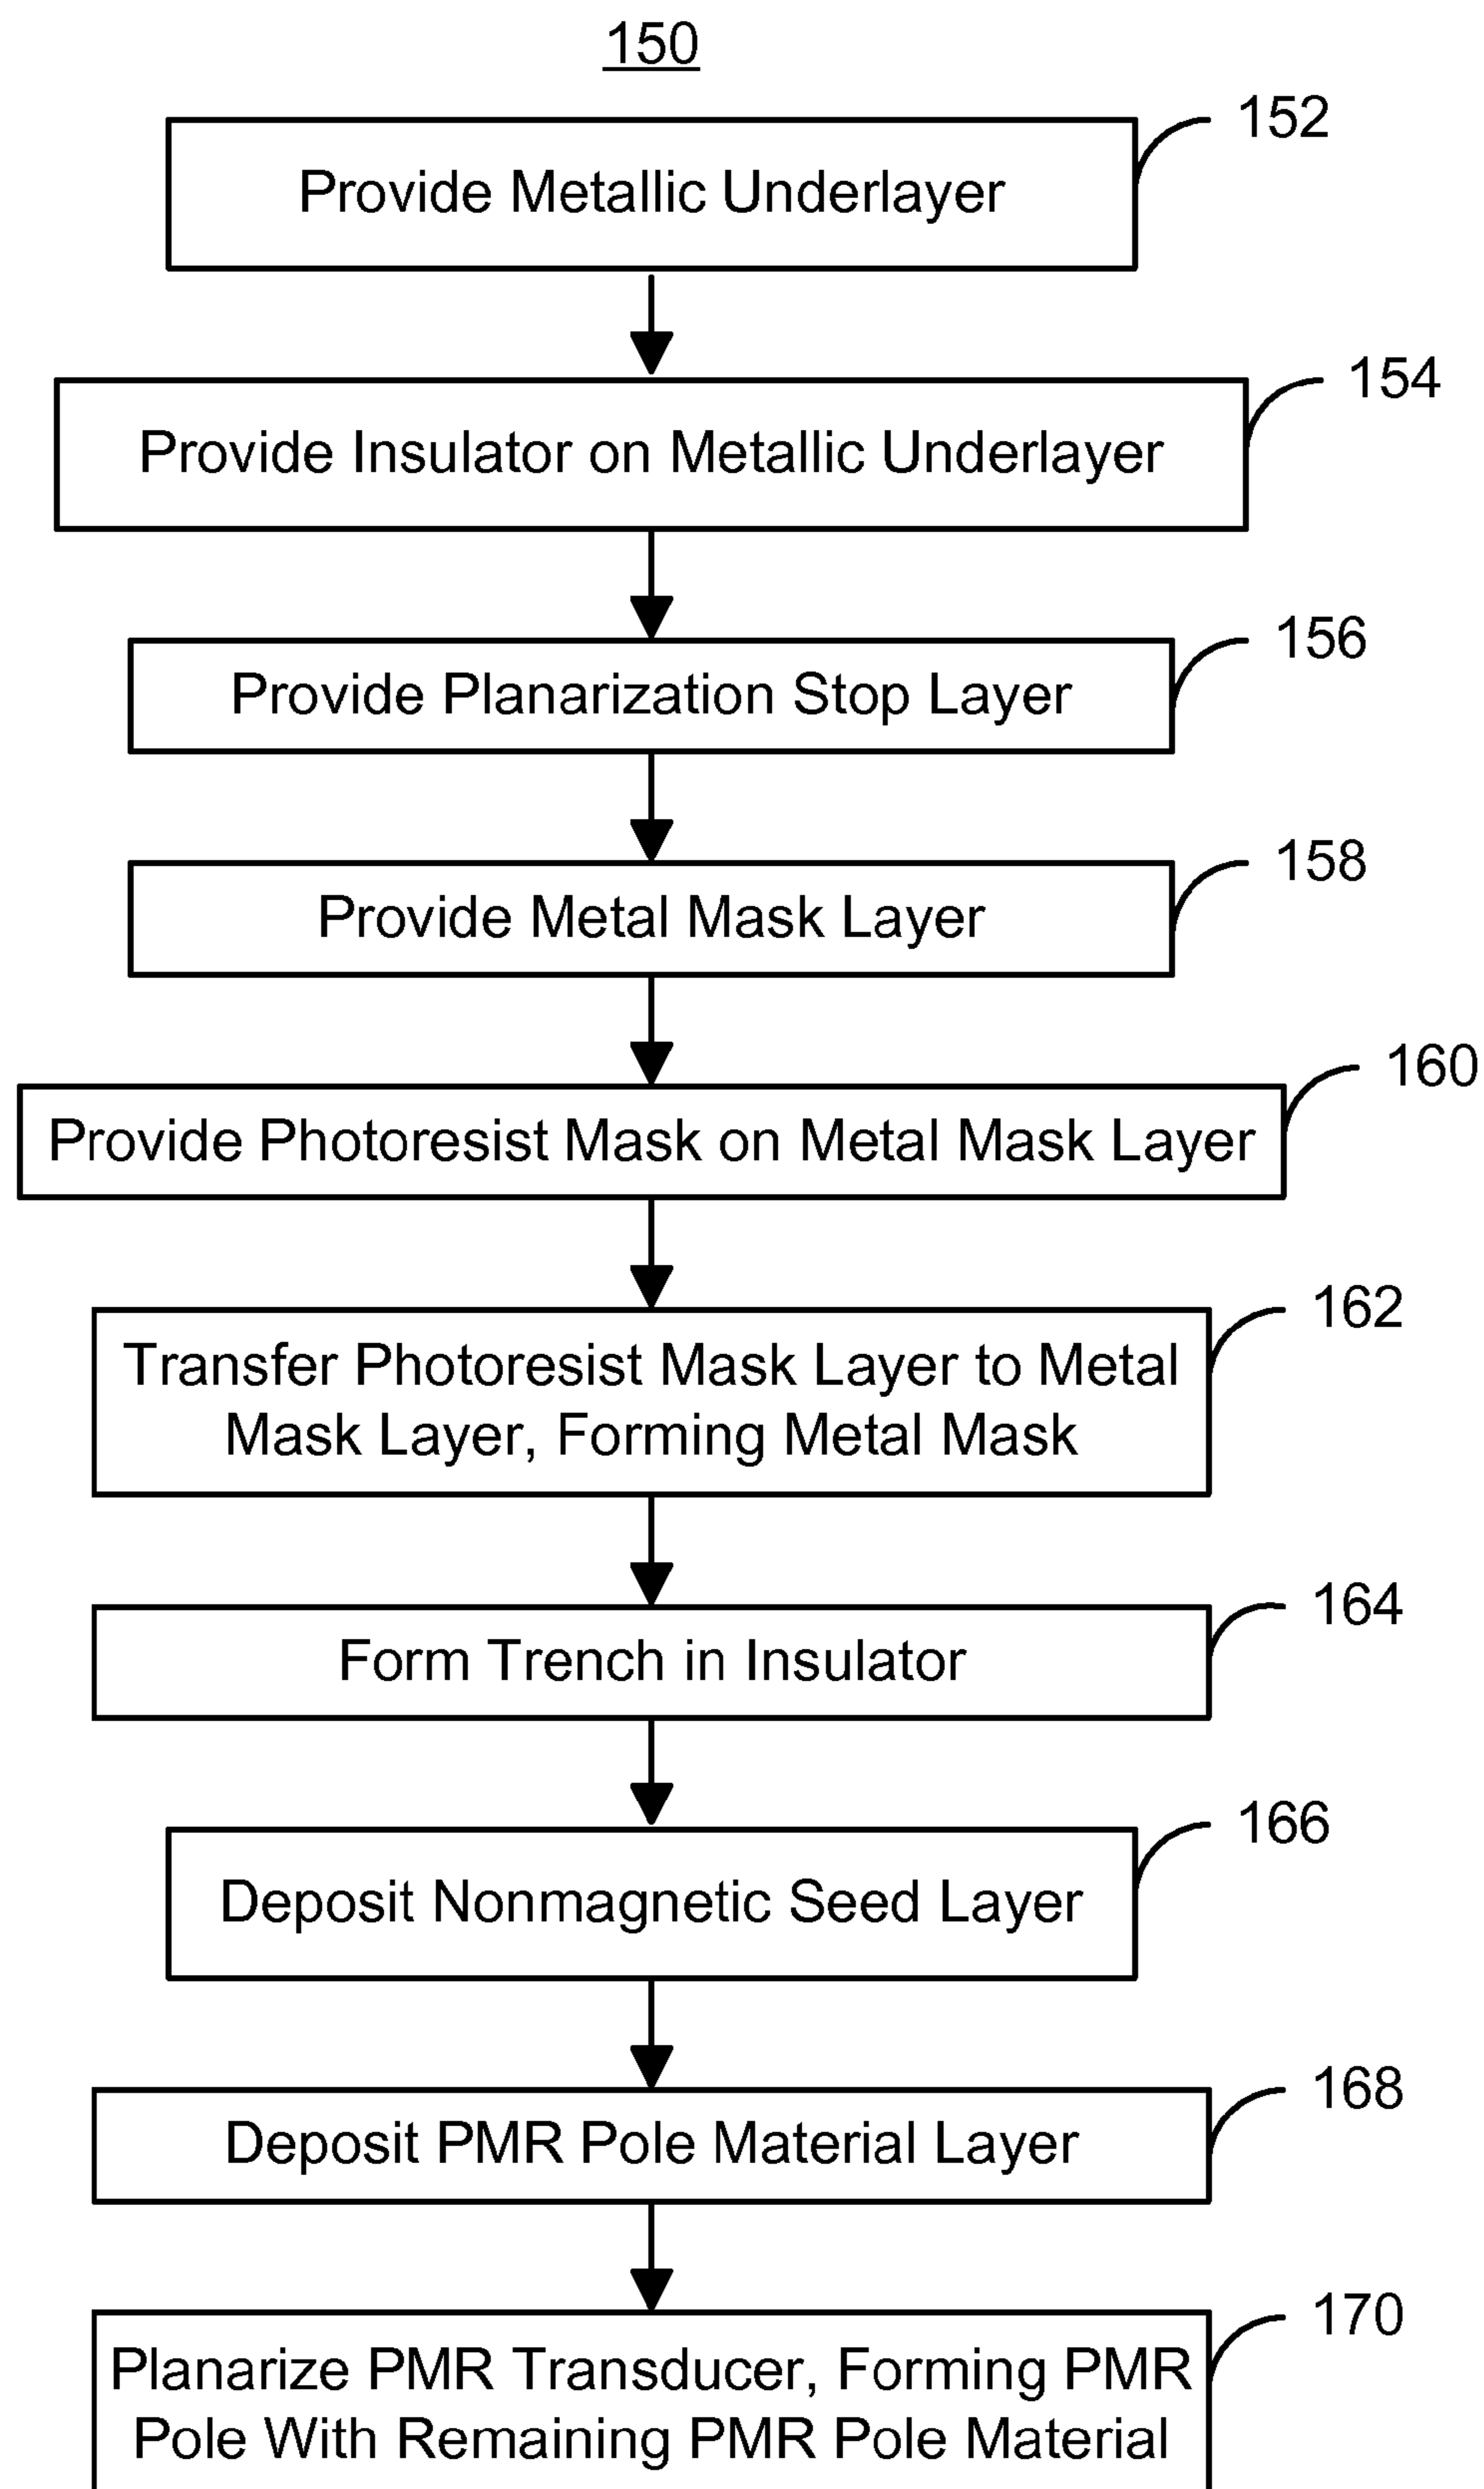 150
152
Provide Metallic Underlayer
154
Provide Insulator on Metallic Underlayer
156
Provide Planarization Stop Layer
158
Provide Metal Mask Layer
160
Provide Photoresist Mask on Metal Mask Layer
162
Transfer Photoresist Mask Layer to Metal
Mask Layer, Forming Metal Mask
164
Form Trench in Insulator
166
Deposit Nonmagnetic Seed Layer
168
Deposit PMR Pole Material Layer
170
Planarize PMR Transducer, Forming PMR
Pole With Remaining PMR Pole Material